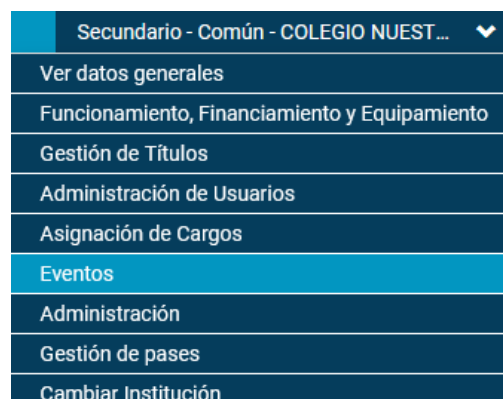 Secundario - Común - COLEGIO NUEST...
Ver datos generales
Funcionamiento, Financiamiento y Equipamiento
Gestión de Títulos
Administración de Usuarios
Asignación de Cargos
Eventos
Administración
Gestión de pases
Cambiar Institución